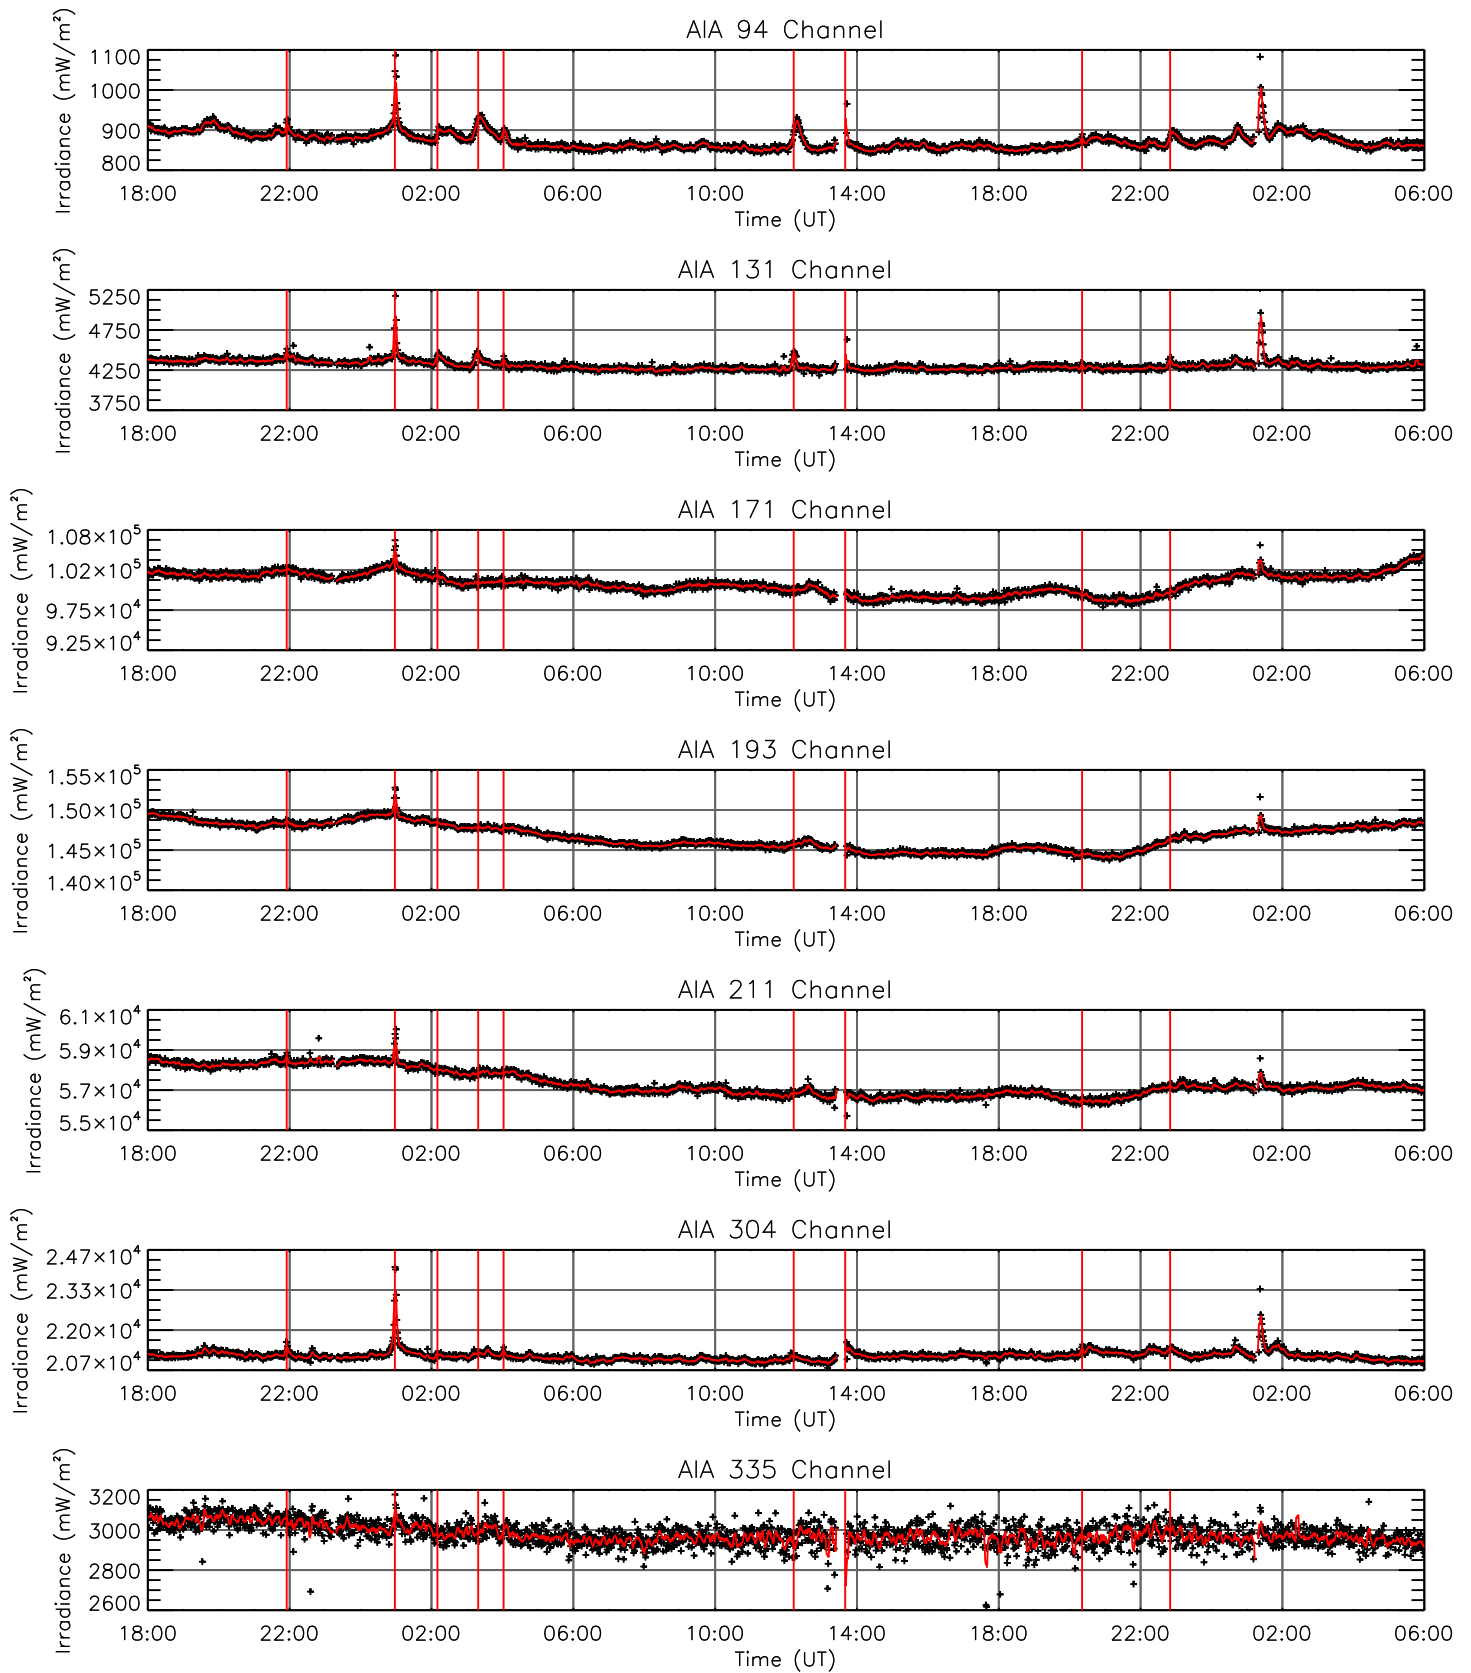 AIA 94 Channel
Irradiance (mW/m²)
1100
1000
900
800
18:00 22:00 02:00 06:00 10:00 14:00 18:00 22:00 02:00 06:00
Time (UT)
AIA 131 Channel
Irradiance (mW/m²)
5250
4750
4250
3750
18:00 22:00 02:00 06:00 10:00 14:00 18:00 22:00 02:00 06:00
Time (UT)
AIA 171 Channel
Irradiance (mW/m²)
1.08×10⁵
1.02×10⁵
9.75×10⁴
9.25×10⁴
18:00 22:00 02:00 06:00 10:00 14:00 18:00 22:00 02:00 06:00
Time (UT)
AIA 193 Channel
Irradiance (mW/m²)
1.55×10⁵
1.50×10⁵
1.45×10⁵
1.40×10⁵
18:00 22:00 02:00 06:00 10:00 14:00 18:00 22:00 02:00 06:00
Time (UT)
AIA 211 Channel
Irradiance (mW/m²)
6.1×10⁴
5.9×10⁴
5.7×10⁴
5.5×10⁴
18:00 22:00 02:00 06:00 10:00 14:00 18:00 22:00 02:00 06:00
Time (UT)
AIA 304 Channel
Irradiance (mW/m²)
2.47×10⁴
2.33×10⁴
2.20×10⁴
2.07×10⁴
18:00 22:00 02:00 06:00 10:00 14:00 18:00 22:00 02:00 06:00
Time (UT)
AIA 335 Channel
Irradiance (mW/m²)
3200
3000
2800
2600
18:00 22:00 02:00 06:00 10:00 14:00 18:00 22:00 02:00 06:00
Time (UT)